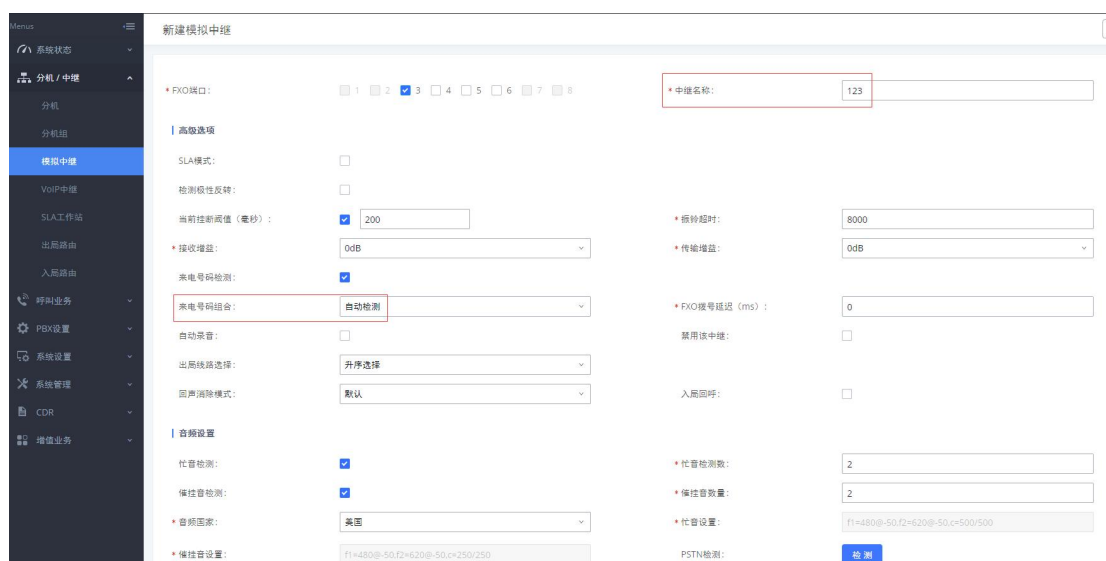 Menus
新建模拟中继
系统状态
分机 / 中继
分机
分机组
模拟中继
VoIP中继
SLA工作站
出局路由
入局路由
呼叫业务
PBX设置
系统设置
系统管理
CDR
增值业务
* FXO端口: 1 2 3 4 5 6 7 8 * 中继名称: 123
高级选项
SLA模式:
检测极性反转:
当前挂断阈值（毫秒）: 200 * 振铃超时: 8000
* 接收增益: 0dB * 传输增益: 0dB
来电号码检测:
来电号码组合: 自动检测 * FXO拨号延迟（ms）: 0
自动录音: 禁用该中继:
出局线路选择: 升序选择
回声消除模式: 默认 入局回呼:
音频设置
忙音检测: * 忙音检测数: 2
催挂音检测: * 催挂音数量: 2
* 音频国家: 美国 * 忙音设置: f1=480@-50,f2=620@-50,c=500/500
* 催挂音设置: f1=480@-50,f2=620@-50,c=250/250 PSTN检测: 检测